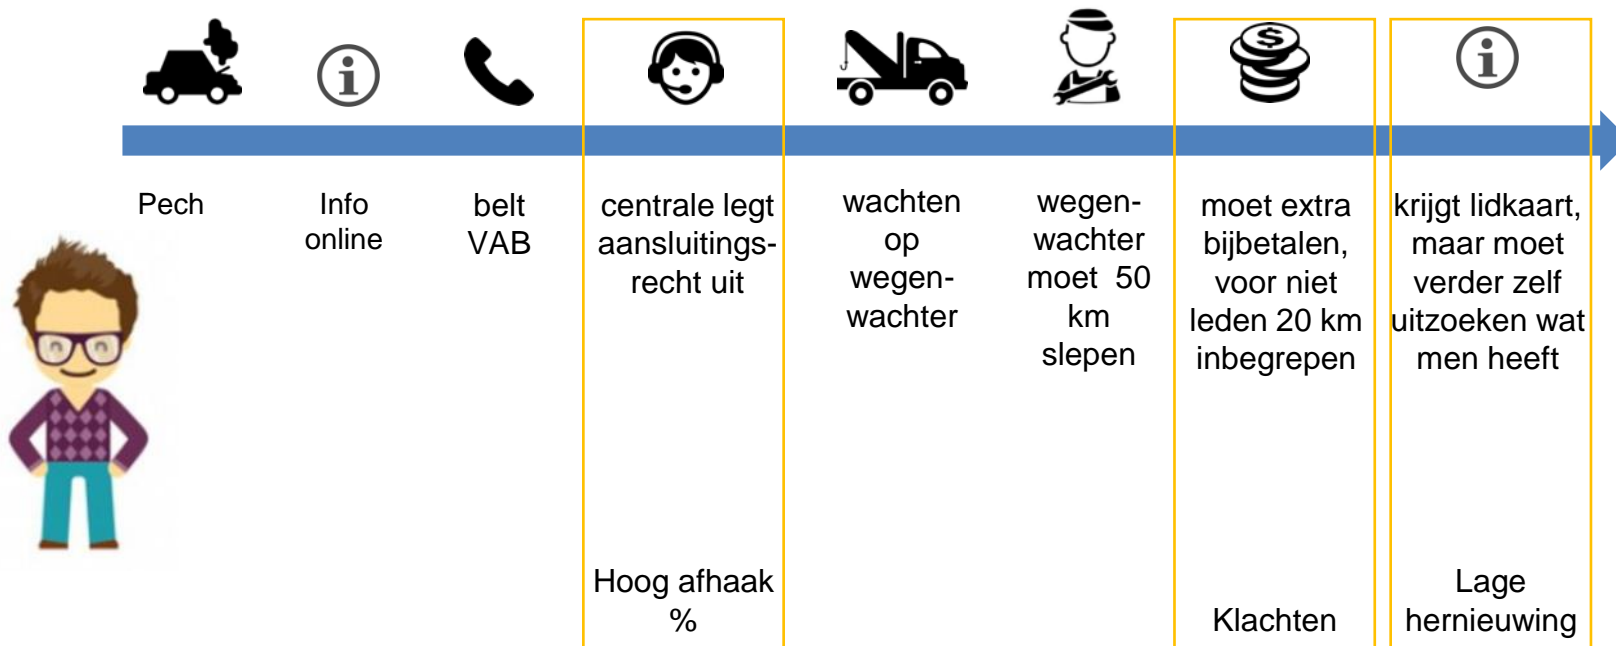 Pech
Info
online
belt
VAB
centrale legt
aansluitings-
recht uit
wachten
op
wegen-
wachter
wegen-
wachter
moet 50
km
slepen
moet extra
bijbetalen,
voor niet
leden 20 km
inbegrepen
krijgt lidkaart,
maar moet
verder zelf
uitzoeken wat
men heeft
Hoog afhaak
%
Klachten
Lage
hernieuwing